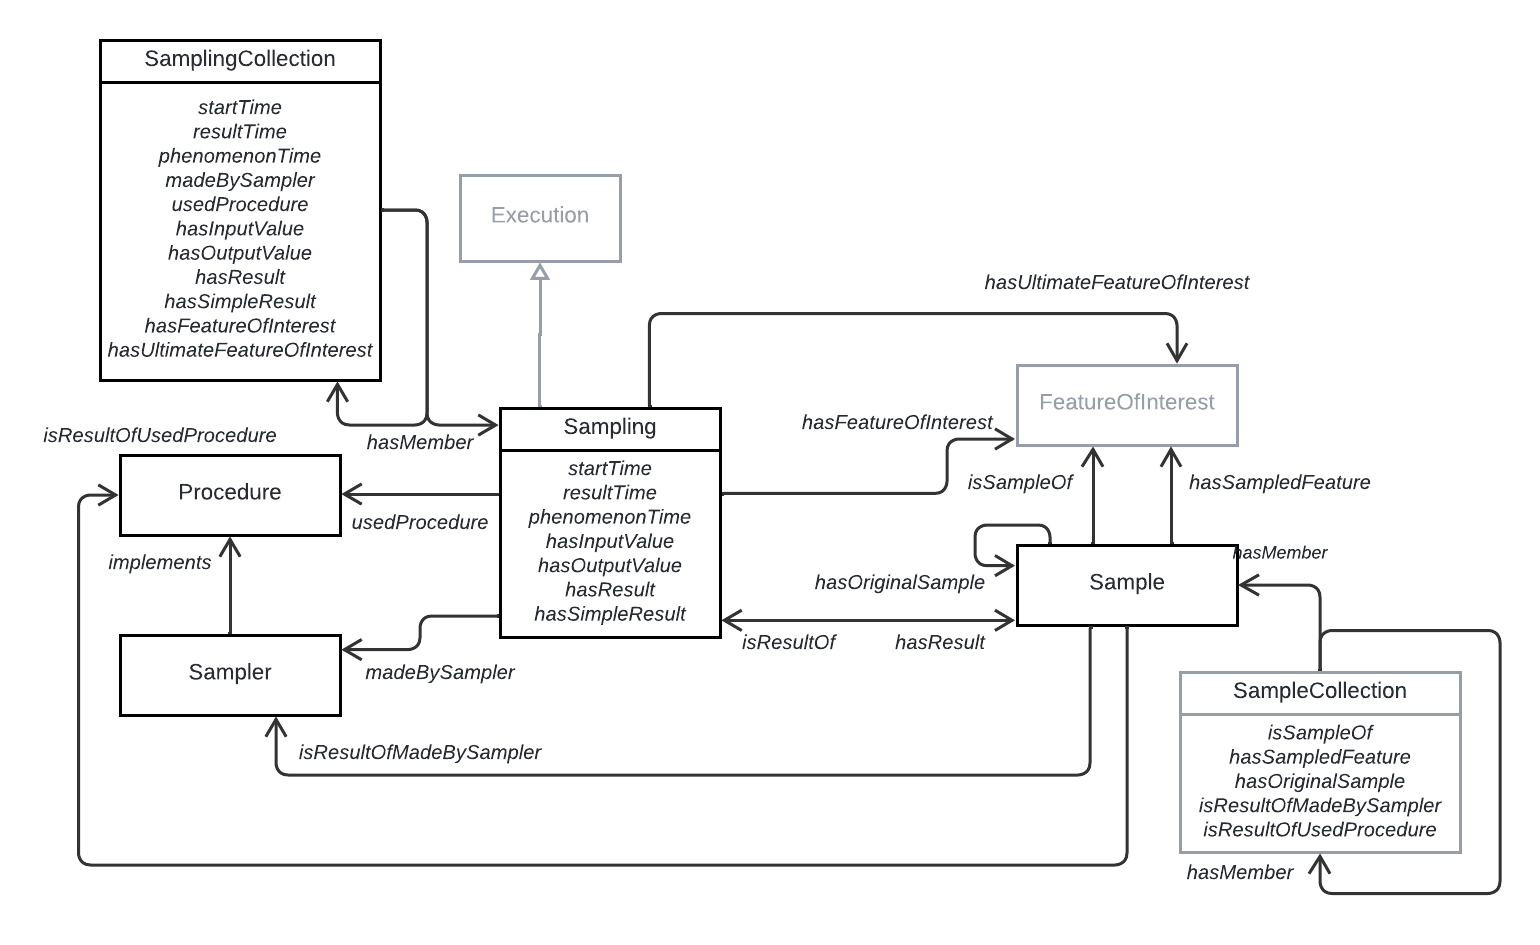 SamplingCollection
startTime
resultTime
phenomenonTime
madeBySampler
usedProcedure
hasInputValue
hasOutputValue
hasResult
hasSimpleResult
hasFeatureOfInterest
hasUltimateFeatureOfInterest
Execution
hasUltimateFeatureOfInterest
FeatureOfInterest
hasFeatureOfInterest
isResultOfUsedProcedure
hasMember
Sampling
startTime
resultTime
phenomenonTime
hasInputValue
hasOutputValue
hasResult
hasSimpleResult
Procedure
usedProcedure
implements
isSampleOf
hasSampledFeature
hasMember
Sample
hasOriginalSample
isResultOf
hasResult
Sampler
madeBySampler
isResultOfMadeBySampler
SampleCollection
isSampleOf
hasSampledFeature
hasOriginalSample
isResultOfMadeBySampler
isResultOfUsedProcedure
hasMember